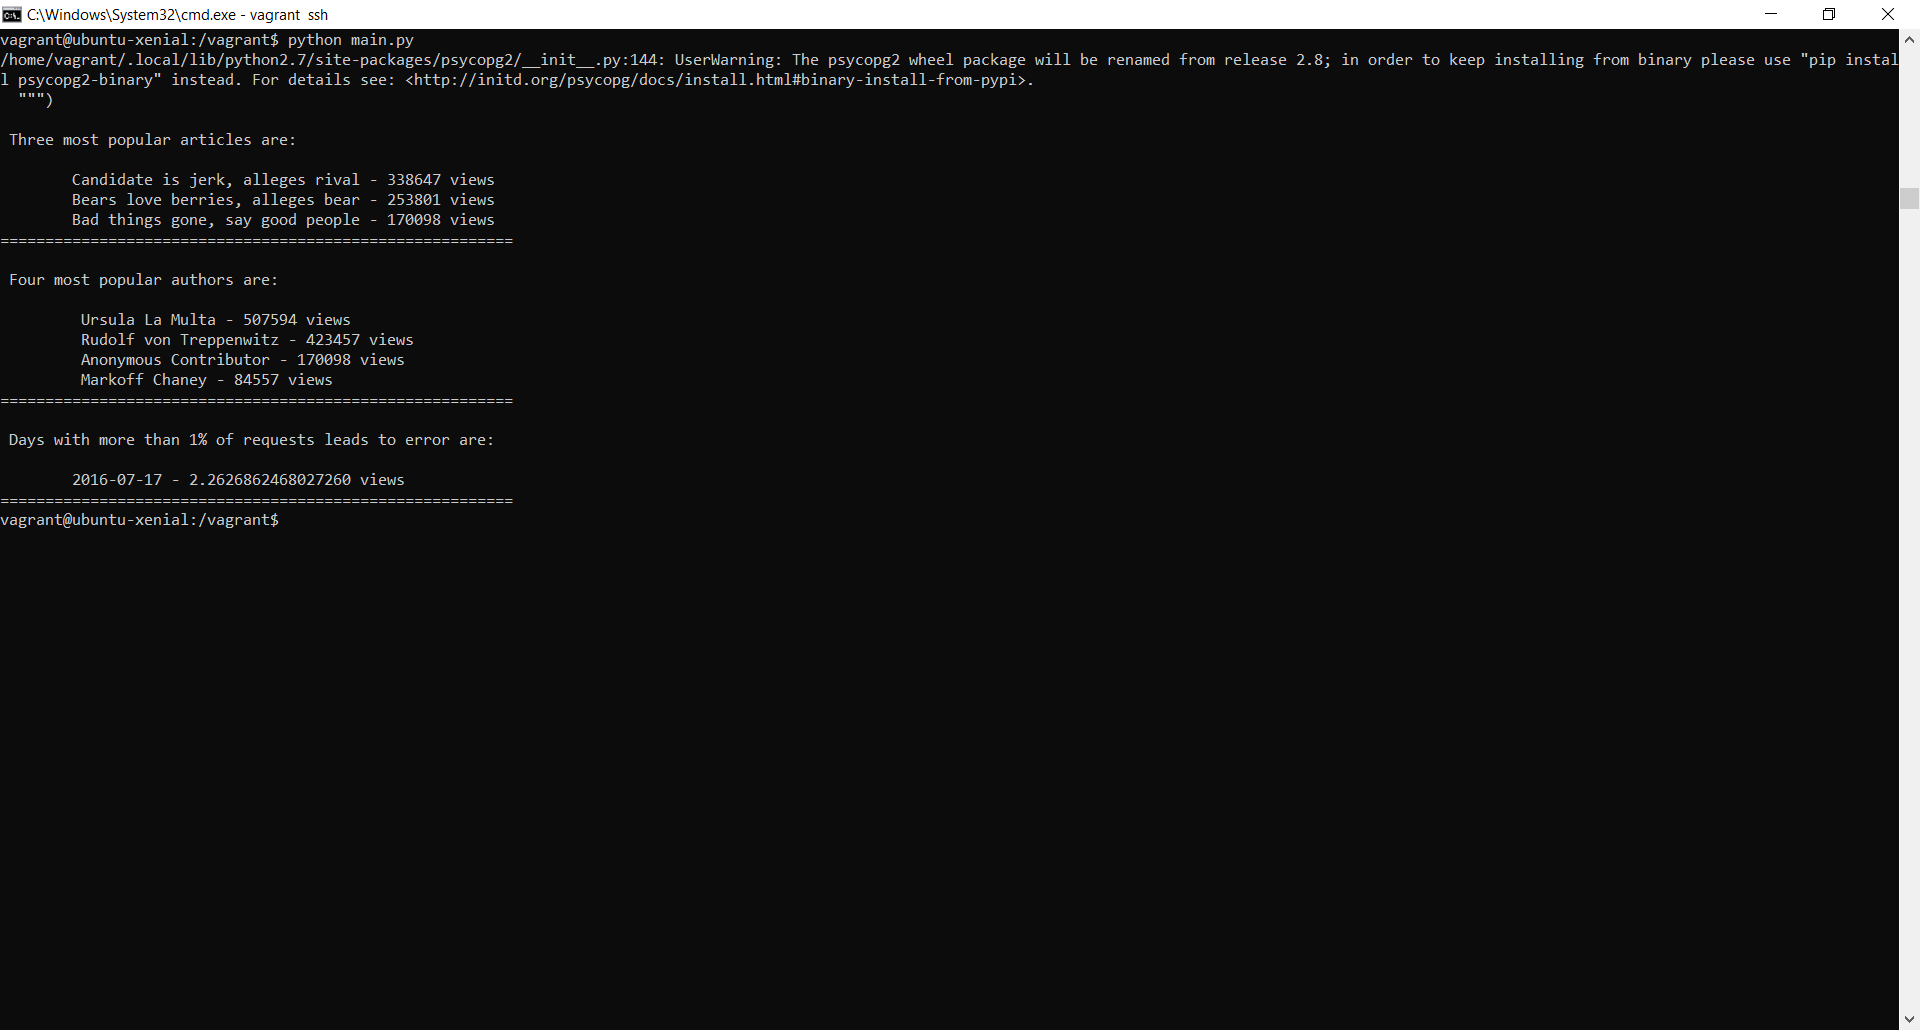 C:\Windows\System32\cmd.exe - vagrant  ssh
vagrant@ubuntu-xenial:/vagrant$ python main.py
/home/vagrant/.local/lib/python2.7/site-packages/psycopg2/__init__.py:144: UserWarning: The psycopg2 wheel package will be renamed from release 2.8; in order to keep installing from binary please use "pip instal
l psycopg2-binary" instead. For details see: <http://initd.org/psycopg/docs/install.html#binary-install-from-pypi>.
  """)
 Three most popular articles are:
        Candidate is jerk, alleges rival - 338647 views
        Bears love berries, alleges bear - 253801 views
        Bad things gone, say good people - 170098 views
=========================================================
 Four most popular authors are:
         Ursula La Multa - 507594 views
         Rudolf von Treppenwitz - 423457 views
         Anonymous Contributor - 170098 views
         Markoff Chaney - 84557 views
=========================================================
 Days with more than 1% of requests leads to error are:
        2016-07-17 - 2.2626862468027260 views
=========================================================
vagrant@ubuntu-xenial:/vagrant$